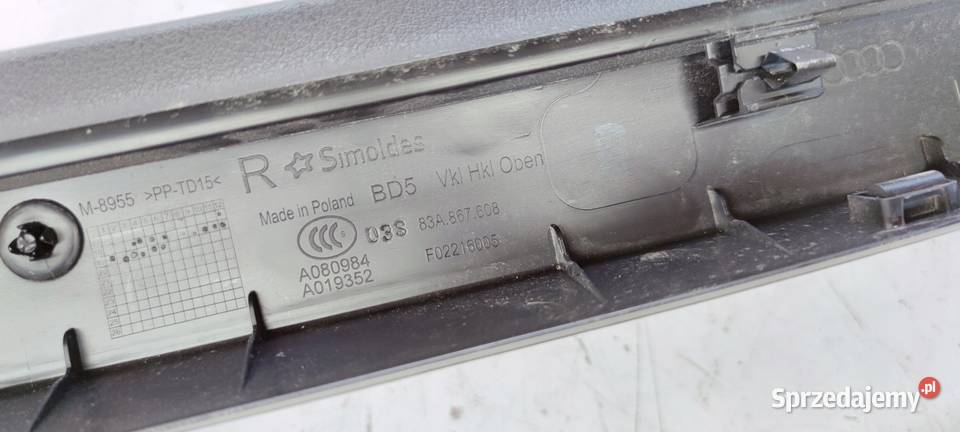 M-8955 >PP-TD15<
R Simoldes
Made in Poland BD5 Vkl Hkl Oben
CCC S 03S 83A.867.608
A080984
A019352
F02216005
Sprzedajemy.pl